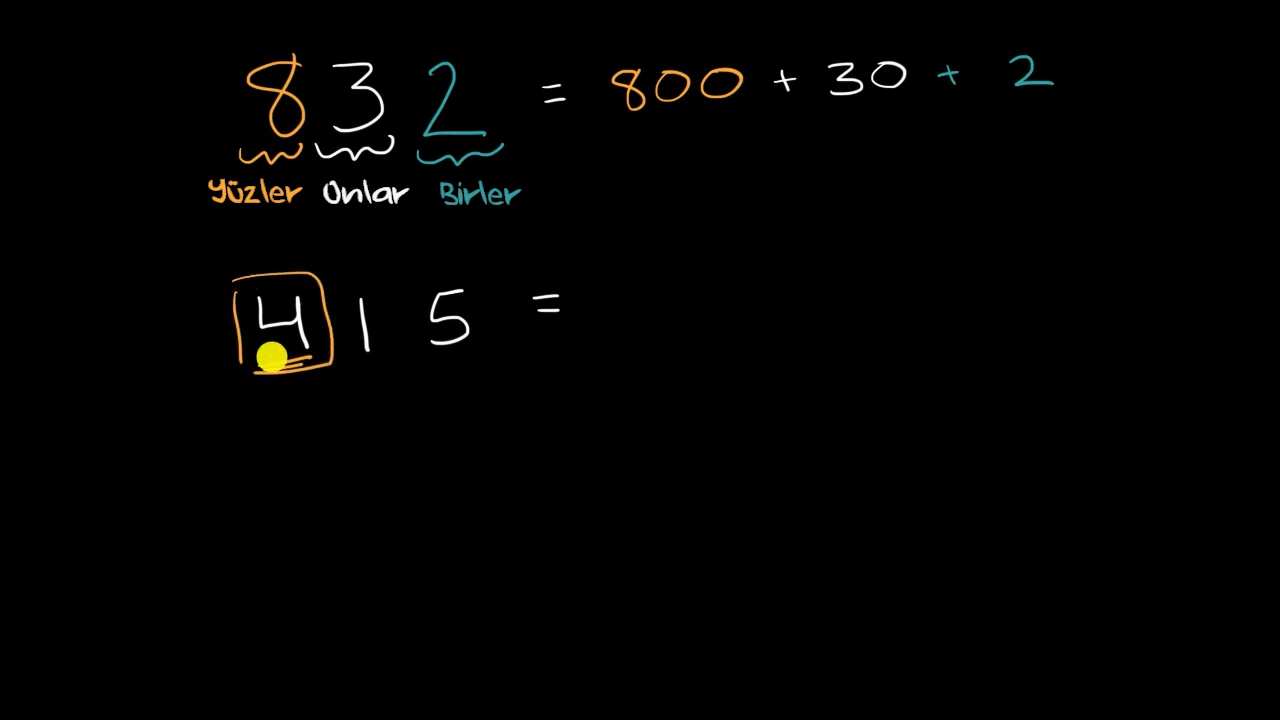 832 = 800 + 30 + 2
Yüzler Onlar Birler
415 =